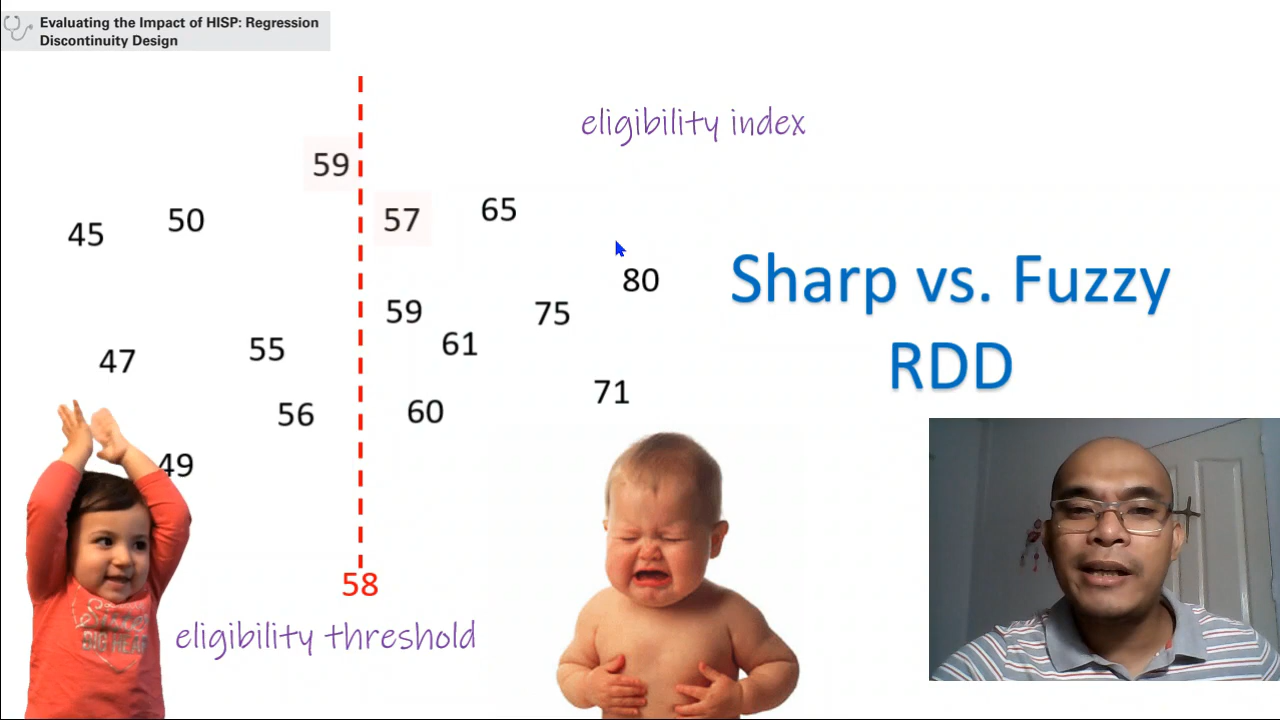 Evaluating the Impact of HISP: Regression
Discontinuity Design
eligibility index
59
57
65
45
50
80
59
75
61
Sharp vs. Fuzzy
RDD
47
55
71
56
60
49
58
eligibility threshold